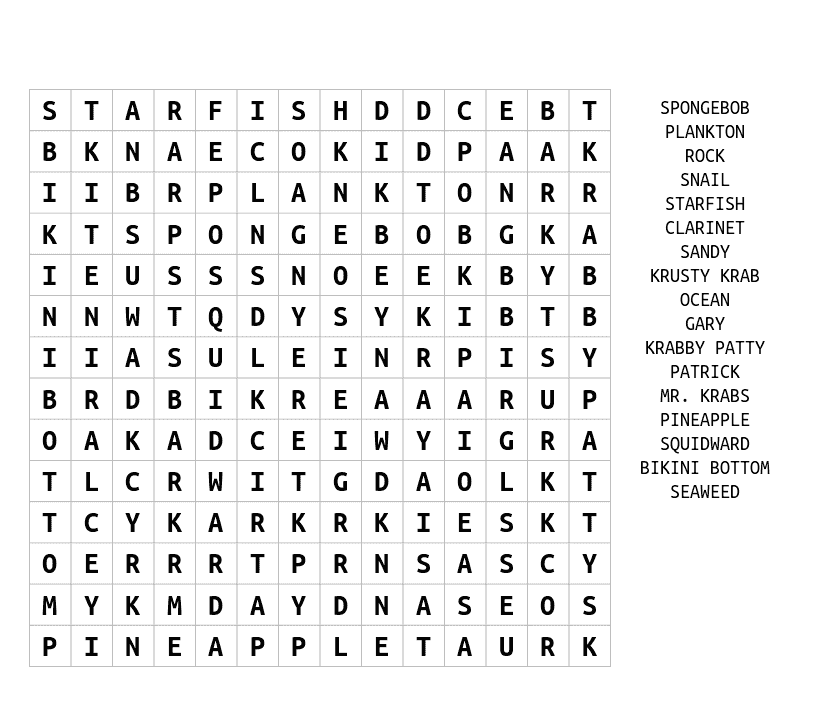 S T A R F I S H D D C E B T
B K N A E C O K I D P A A K
I I B R P L A N K T O N R R
K T S P O N G E B O B G K A
I E U S S S N O E E K B Y B
N N W T Q D Y S Y K I B T B
I I A S U L E I N R P I S Y
B R D B I K R E A A A R U P
O A K A D C E I W Y I G R A
T L C R W I T G D A O L K T
T C Y K A R K R K I E S K T
O E R R R T P R N S A S C Y
M Y K M D A Y D N A S E O S
P I N E A P P L E T A U R K
SPONGEBOB
PLANKTON
ROCK
SNAIL
STARFISH
CLARINET
SANDY
KRUSTY KRAB
OCEAN
GARY
KRABBY PATTY
PATRICK
MR. KRABS
PINEAPPLE
SQUIDWARD
BIKINI BOTTOM
SEAWEED